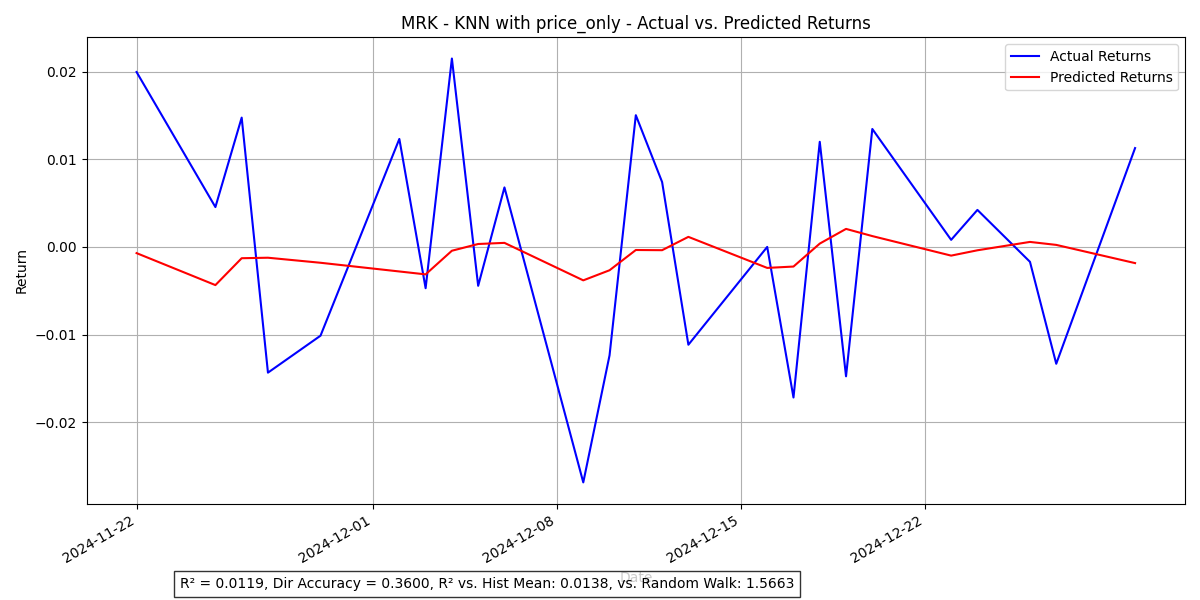 MRK - KNN with price_only - Actual vs. Predicted Returns
Actual Returns
Predicted Returns
Return
0.02
0.01
0.00
−0.01
−0.02
2024-11-22
2024-12-01
2024-12-08
2024-12-15
2024-12-22
Date
R² = 0.0119, Dir Accuracy = 0.3600, R² vs. Hist Mean: 0.0138, vs. Random Walk: 1.5663